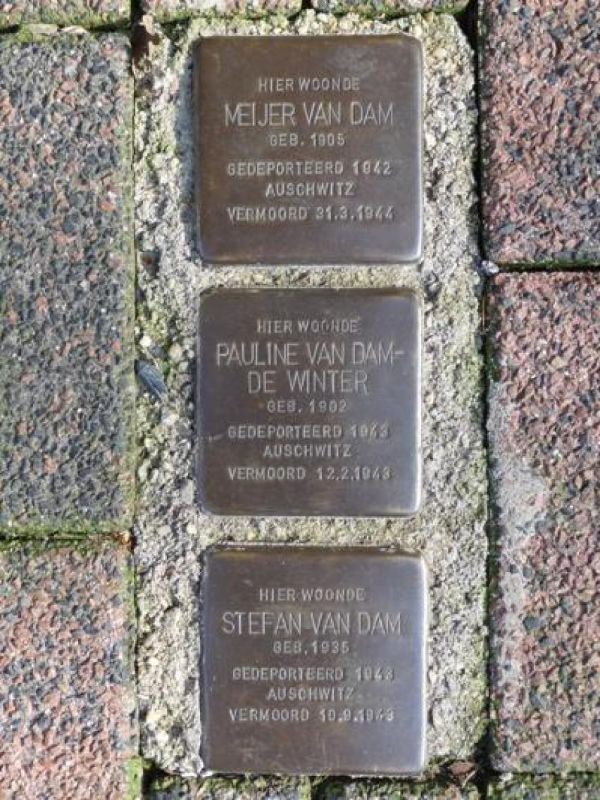 HIER WOONDE
MEIJER VAN DAM
GEB. 1905
GEDEPORTEERD 1942
AUSCHWITZ
VERMOORD 31.3.1944
HIER WOONDE
PAULINE VAN DAM-
DE WINTER
GEB. 1902
GEDEPORTEERD 1943
AUSCHWITZ
VERMOORD 12.2.1943
HIER WOONDE
STEFAN VAN DAM
GEB. 1935
GEDEPORTEERD 1943
AUSCHWITZ
VERMOORD 10.9.1943